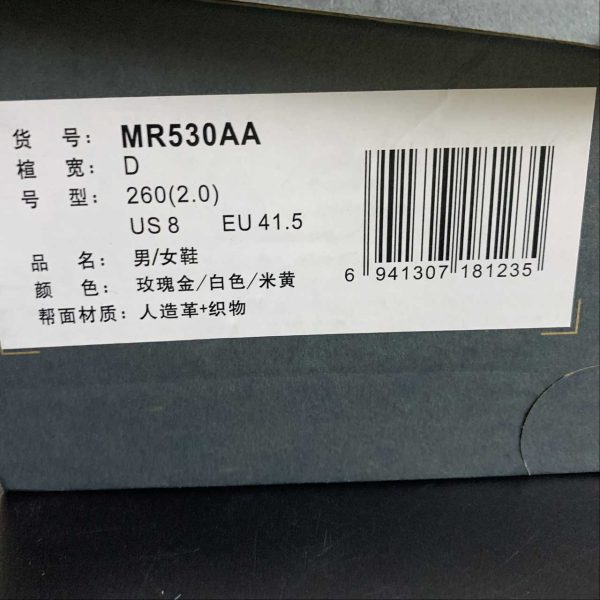 货 号： MR530AA
楦 宽： D
号 型： 260(2.0)
US 8 EU 41.5
品 名： 男/女鞋
颜 色： 玫瑰金/白色/米黄
帮面材质： 人造革+织物
6 941307 181235